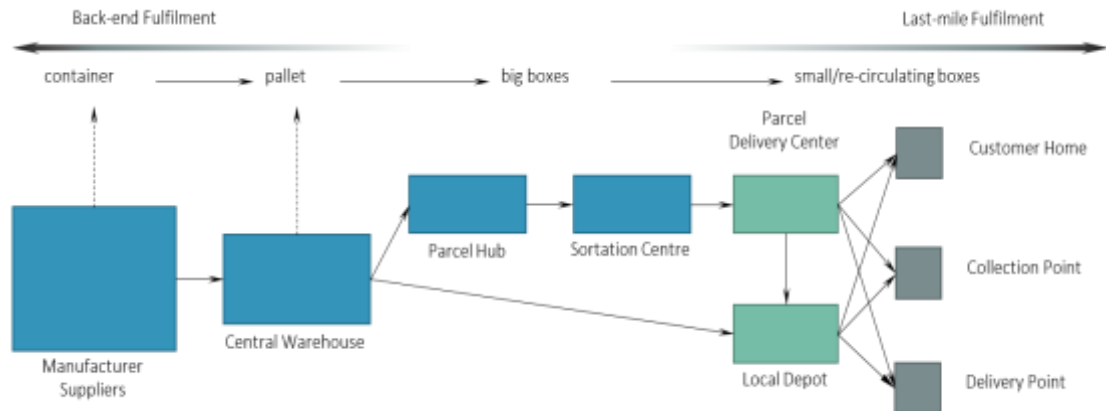 Back-end Fulfilment
Last-mile Fulfilment
container
pallet
big boxes
small/re-circulating boxes
Parcel
Delivery Center
Customer Home
Parcel Hub
Sortation Centre
Collection Point
Central Warehouse
Manufacturer
Suppliers
Local Depot
Delivery Point